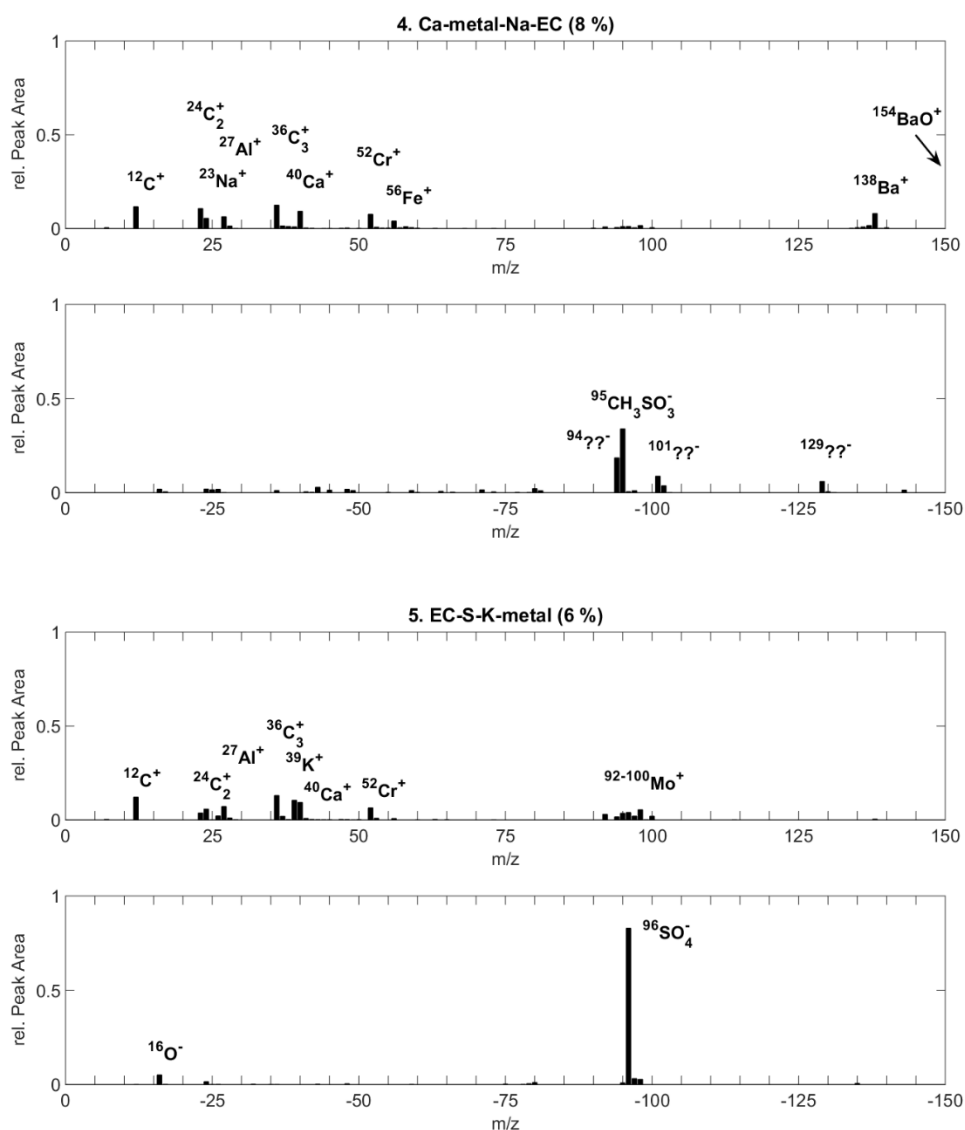 4. Ca-metal-Na-EC (8 %)
rel. Peak Area
1
0.5
0
¹²C⁺
²⁴C₂⁺
²³Na⁺
²⁷Al⁺
³⁶C₃⁺
⁴⁰Ca⁺
⁵²Cr⁺
⁵⁶Fe⁺
¹³⁸Ba⁺
¹⁵⁴BaO⁺
0 25 50 75 100 125 150
m/z
rel. Peak Area
1
0.5
0
⁹⁴??⁻
⁹⁵CH₃SO₃⁻
¹⁰¹??⁻
¹²⁹??⁻
0 -25 -50 -75 -100 -125 -150
m/z
5. EC-S-K-metal (6 %)
rel. Peak Area
1
0.5
0
¹²C⁺
²⁴C₂⁺
²⁷Al⁺
³⁶C₃⁺
³⁹K⁺
⁴⁰Ca⁺
⁵²Cr⁺
⁹²⁻¹⁰⁰Mo⁺
0 25 50 75 100 125 150
m/z
rel. Peak Area
1
0.5
0
¹⁶O⁻
⁹⁶SO₄⁻
0 -25 -50 -75 -100 -125 -150
m/z